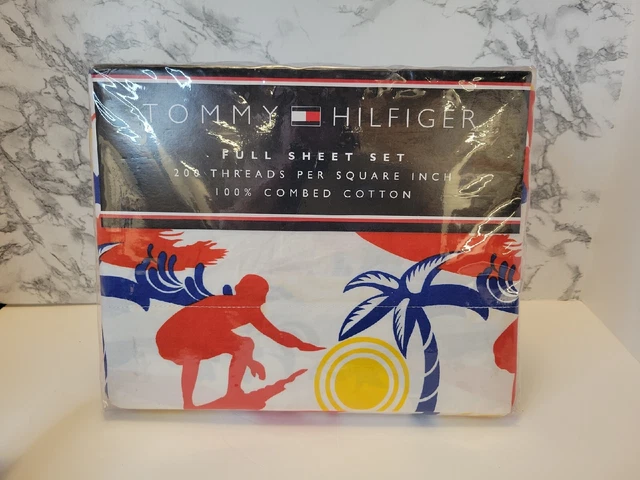 TOMMY HILFIGER
FULL SHEET SET
200 THREADS PER SQUARE INCH
100% COMBED COTTON